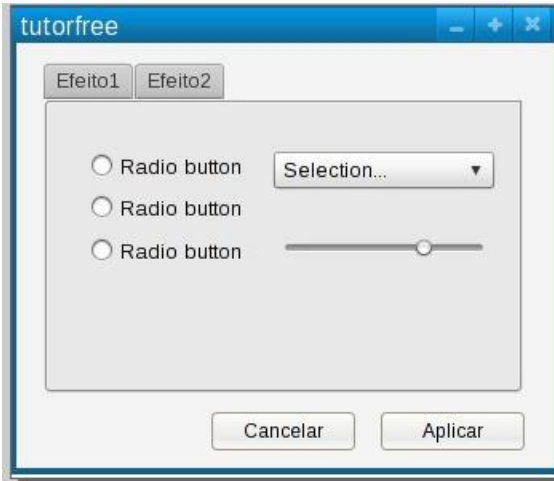 tutorfree
Efeito1 Efeito2
Radio button Selection...
Radio button
Radio button
Cancelar Aplicar